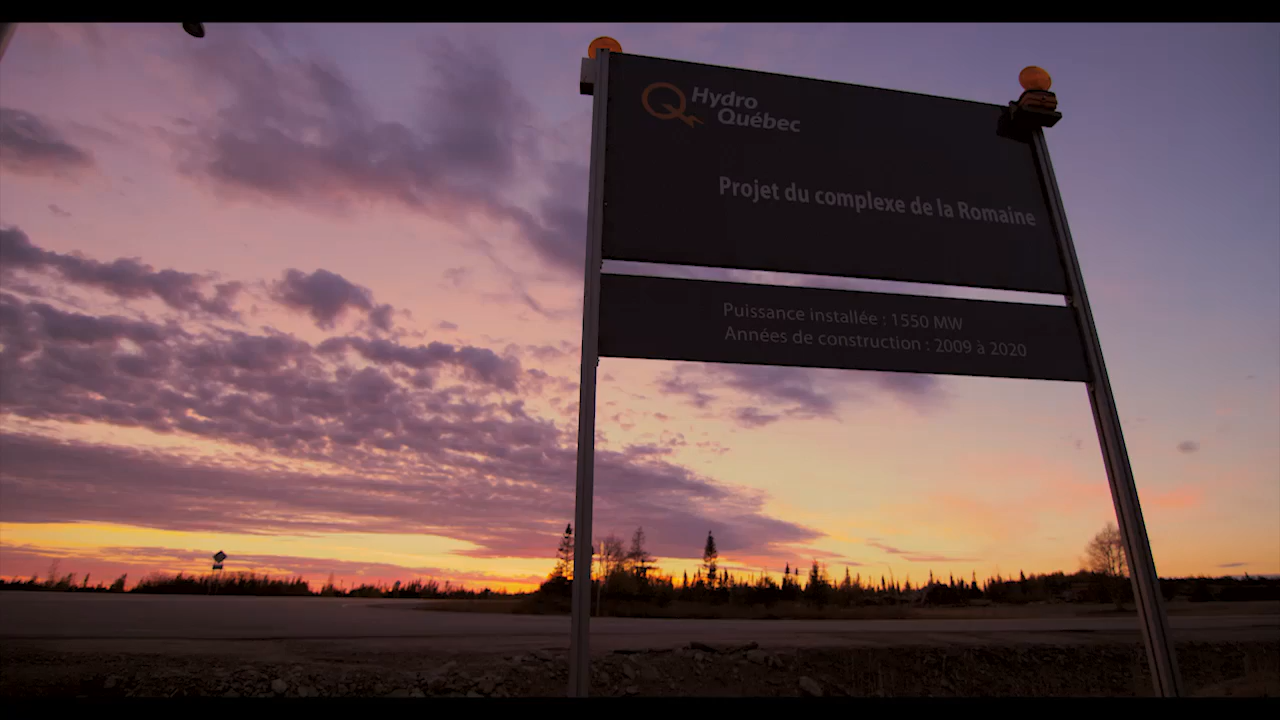 Hydro
Québec
Projet du complexe de la Romaine
Puissance installée : 1550 MW
Années de construction : 2009 à 2020